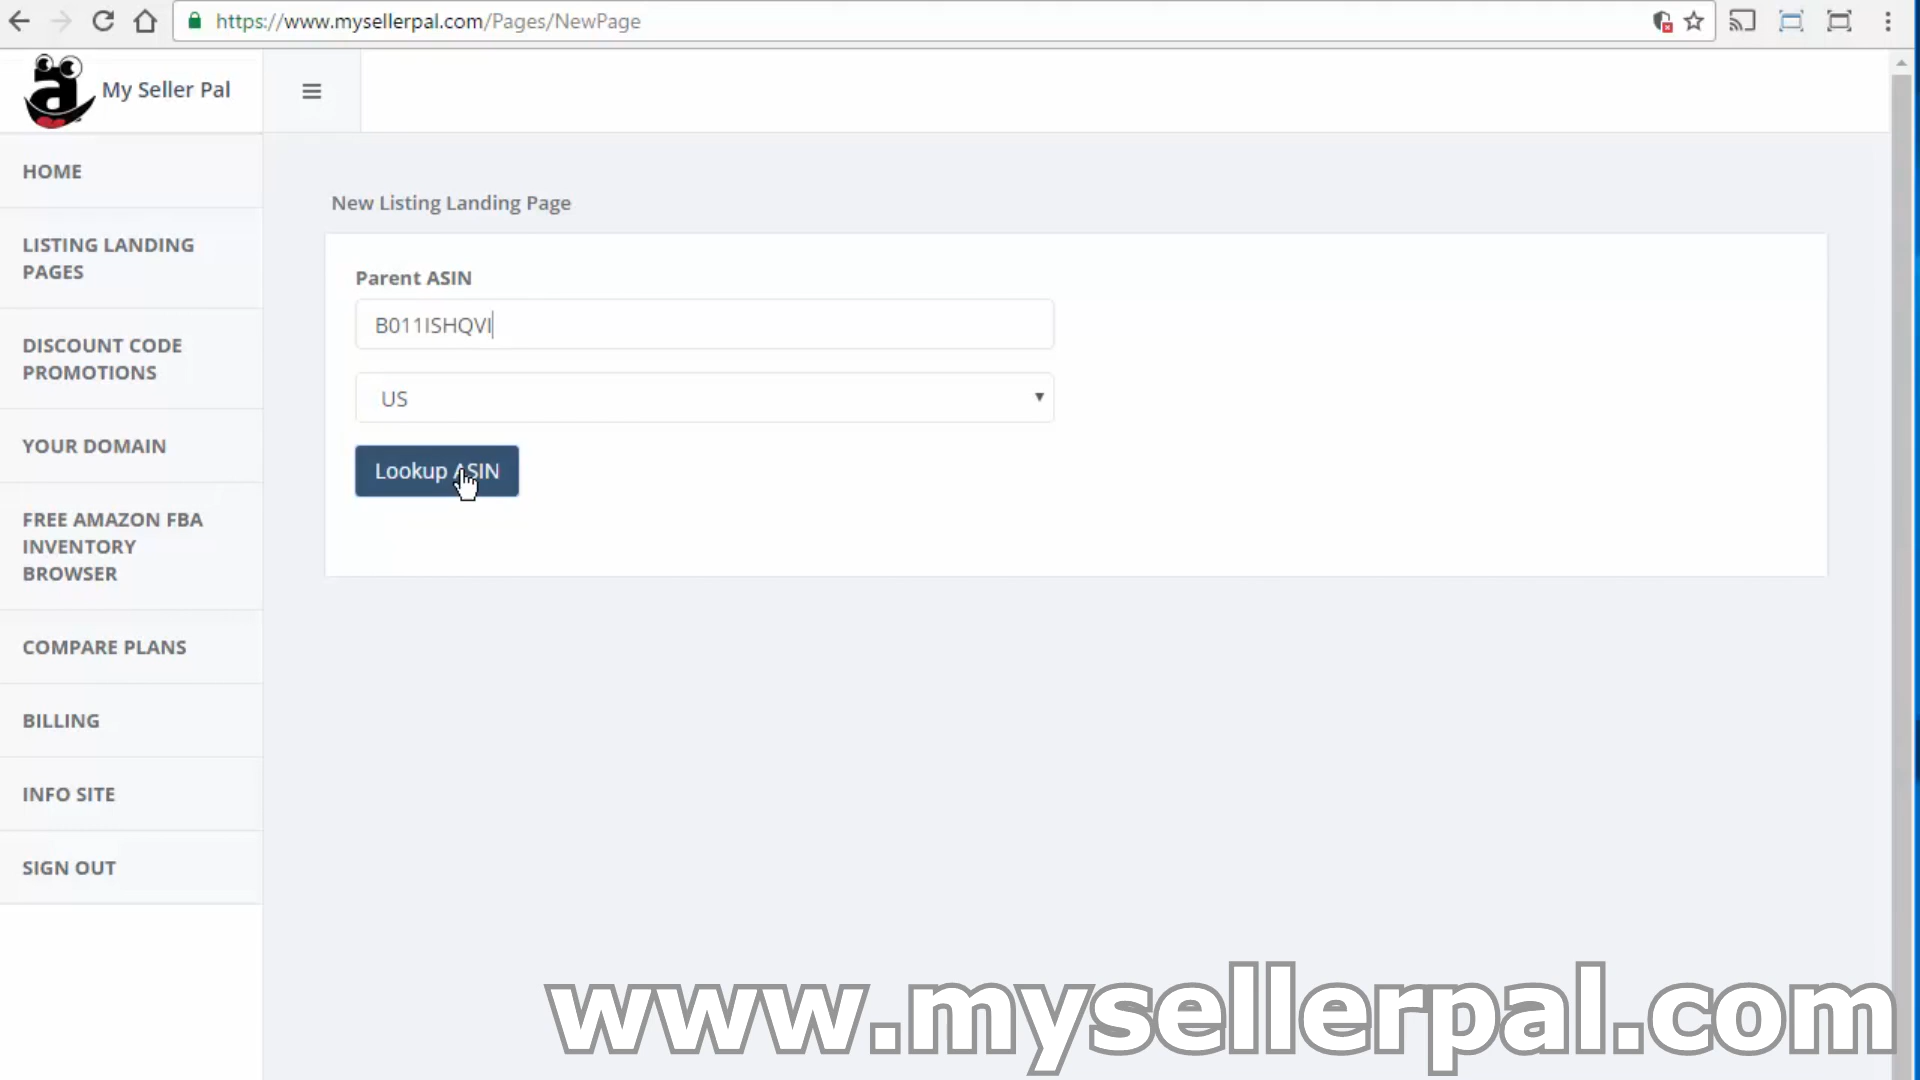 https://www.mysellerpal.com/Pages/NewPage
My Seller Pal
HOME
LISTING LANDING
PAGES
DISCOUNT CODE
PROMOTIONS
YOUR DOMAIN
FREE AMAZON FBA
INVENTORY
BROWSER
COMPARE PLANS
BILLING
INFO SITE
SIGN OUT
New Listing Landing Page
Parent ASIN
B011ISHQVI
US
Lookup ASIN
www.mysellerpal.com